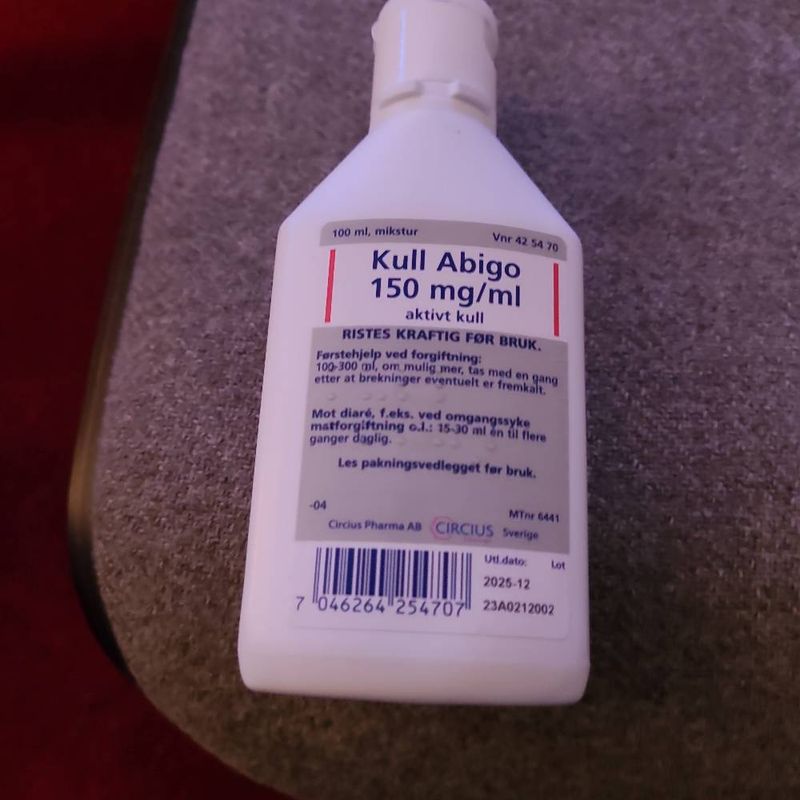 100 ml, mikstur Vnr 42 54 70
Kull Abigo
150 mg/ml
aktivt kull
RISTES KRAFTIG FØR BRUK.
Førstehjelp ved forgiftning:
100-300 ml, om mulig mer, tas med en gang
etter at brekninger eventuelt er fremkalt.
Mot diaré, f.eks. ved omgangssyke
matforgiftning o.l.: 15-30 ml én til flere
ganger daglig.
Les pakningsvedlegget før bruk.
-04 MTnr 6441
Circius Pharma AB CIRCIUS Sverige
Utl.dato: Lot
2025-12
7 046264 254707 23A0212002